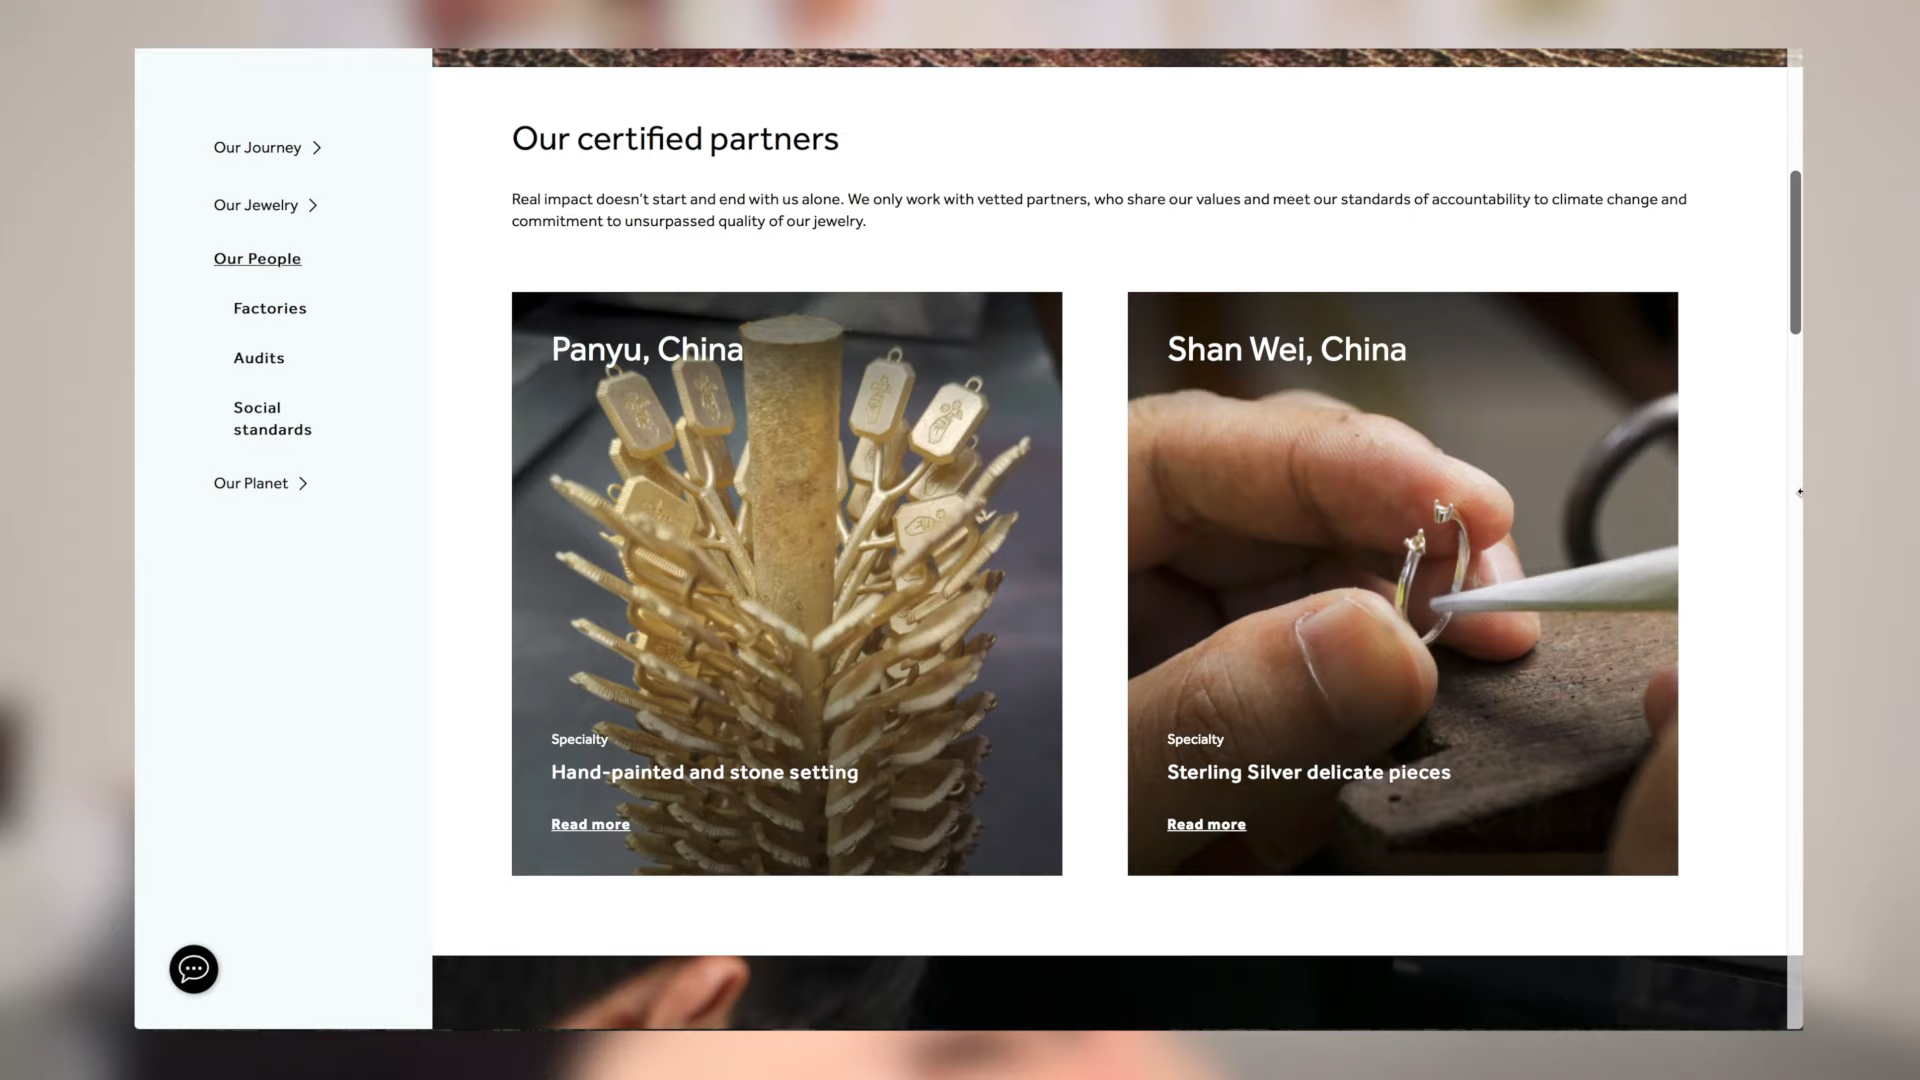 Our Journey
Our Jewelry
Our People
Factories
Audits
Social
standards
Our Planet
Our certified partners
Real impact doesn't start and end with us alone. We only work with vetted partners, who share our values and meet our standards of accountability to climate change and
commitment to unsurpassed quality of our jewelry.
Panyu, China
Specialty
Hand-painted and stone setting
Read more
Shan Wei, China
Specialty
Sterling Silver delicate pieces
Read more